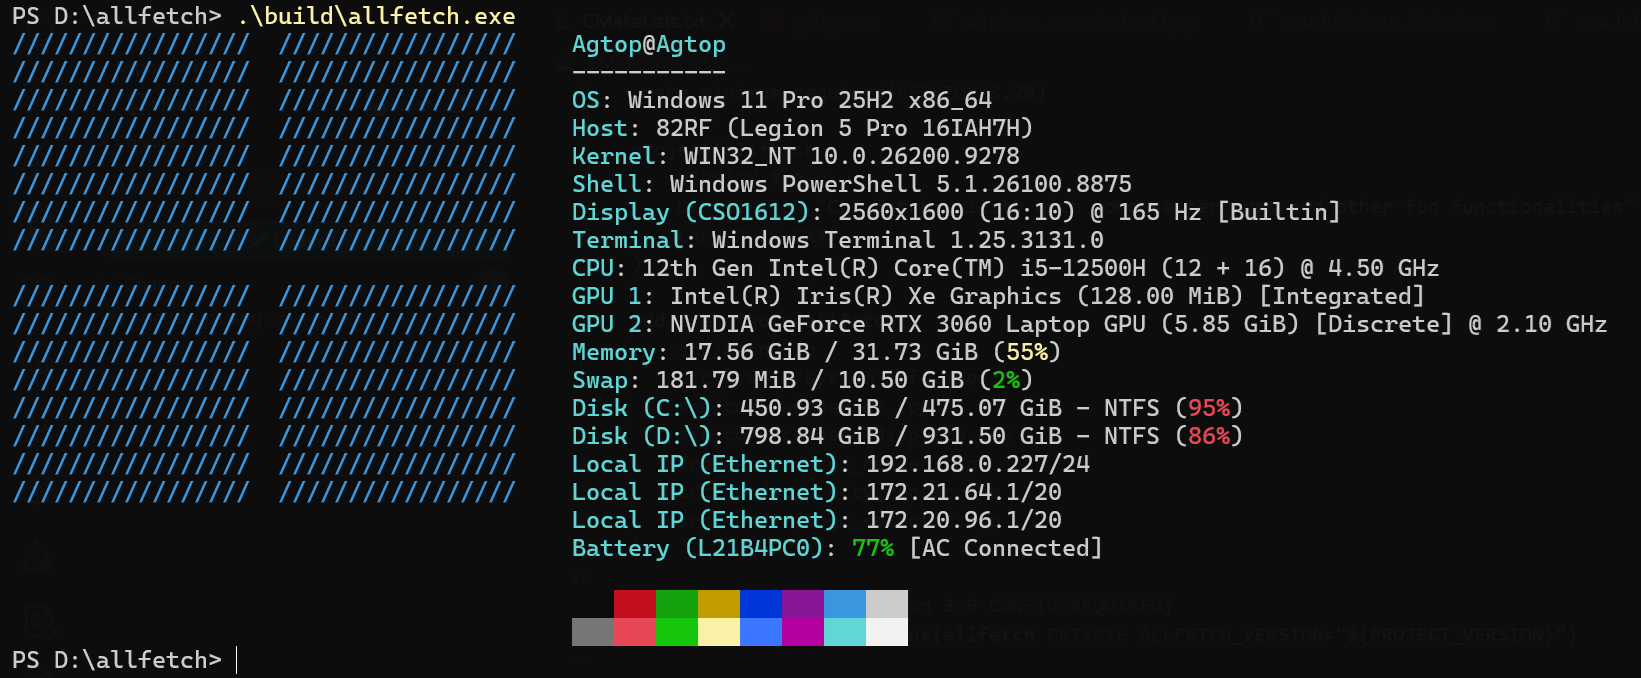 PS D:\allfetch> .\build\allfetch.exe
/////////////////  /////////////////
/////////////////  /////////////////  Agtop@Agtop
/////////////////  /////////////////  -----------
/////////////////  /////////////////  OS: Windows 11 Pro 25H2 x86_64
/////////////////  /////////////////  Host: 82RF (Legion 5 Pro 16IAH7H)
/////////////////  /////////////////  Kernel: WIN32_NT 10.0.26200.9278
/////////////////  /////////////////  Shell: Windows PowerShell 5.1.26100.8875
/////////////////  /////////////////  Display (CSO1612): 2560x1600 (16:10) @ 165 Hz [Builtin]
Terminal: Windows Terminal 1.25.3131.0
CPU: 12th Gen Intel(R) Core(TM) i5-12500H (12 + 16) @ 4.50 GHz
/////////////////  /////////////////  GPU 1: Intel(R) Iris(R) Xe Graphics (128.00 MiB) [Integrated]
/////////////////  /////////////////  GPU 2: NVIDIA GeForce RTX 3060 Laptop GPU (5.85 GiB) [Discrete] @ 2.10 GHz
/////////////////  /////////////////  Memory: 17.56 GiB / 31.73 GiB (55%)
/////////////////  /////////////////  Swap: 181.79 MiB / 10.50 GiB (2%)
/////////////////  /////////////////  Disk (C:\): 450.93 GiB / 475.07 GiB - NTFS (95%)
/////////////////  /////////////////  Disk (D:\): 798.84 GiB / 931.50 GiB - NTFS (86%)
/////////////////  /////////////////  Local IP (Ethernet): 192.168.0.227/24
/////////////////  /////////////////  Local IP (Ethernet): 172.21.64.1/20
Local IP (Ethernet): 172.20.96.1/20
Battery (L21B4PC0): 77% [AC Connected]
PS D:\allfetch>